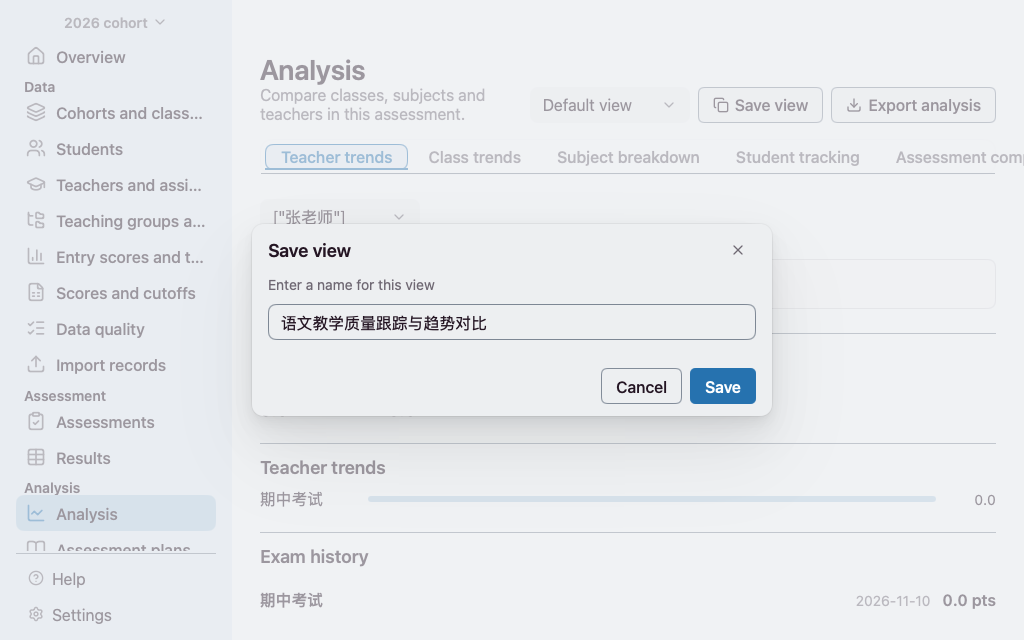 2026 cohort
Overview
Data
Cohorts and class...
Students
Teachers and assi...
Teaching groups a...
Entry scores and t...
Scores and cutoffs
Data quality
Import records
Assessment
Assessments
Results
Analysis
Analysis
Assessment plans
Help
Settings
Analysis
Compare classes, subjects and
teachers in this assessment.
Default view
Save view
Export analysis
Teacher trends
Class trends
Subject breakdown
Student tracking
Assessment com
["张老师"]
Save view
Enter a name for this view
语文教学质量跟踪与趋势对比
Cancel
Save
Teacher trends
期中考试
0.0
Exam history
期中考试
2026-11-10
0.0 pts